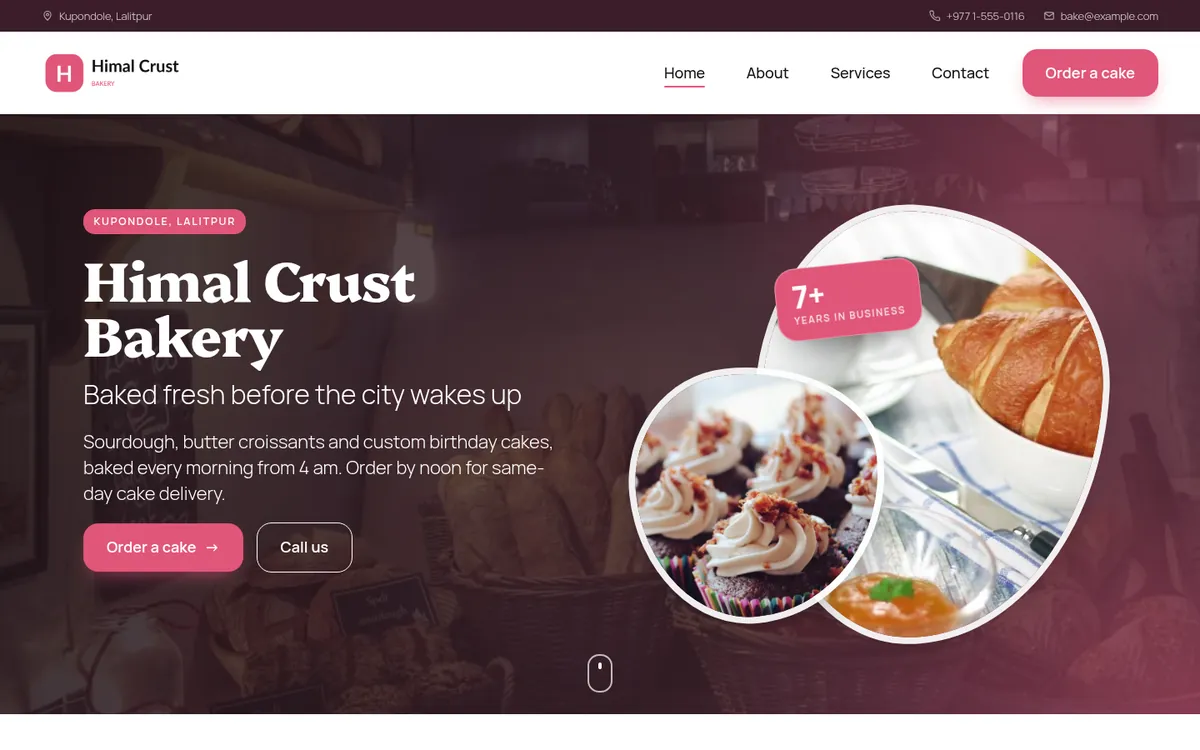 Kupondole, Lalitpur
+977 1-555-0116
bake@example.com
H
Himal Crust
BAKERY
Home
About
Services
Contact
Order a cake
KUPONDOLE, LALITPUR
Himal Crust
Bakery
Baked fresh before the city wakes up
Sourdough, butter croissants and custom birthday cakes,
baked every morning from 4 am. Order by noon for same-
day cake delivery.
Order a cake →
Call us
7+
YEARS IN BUSINESS